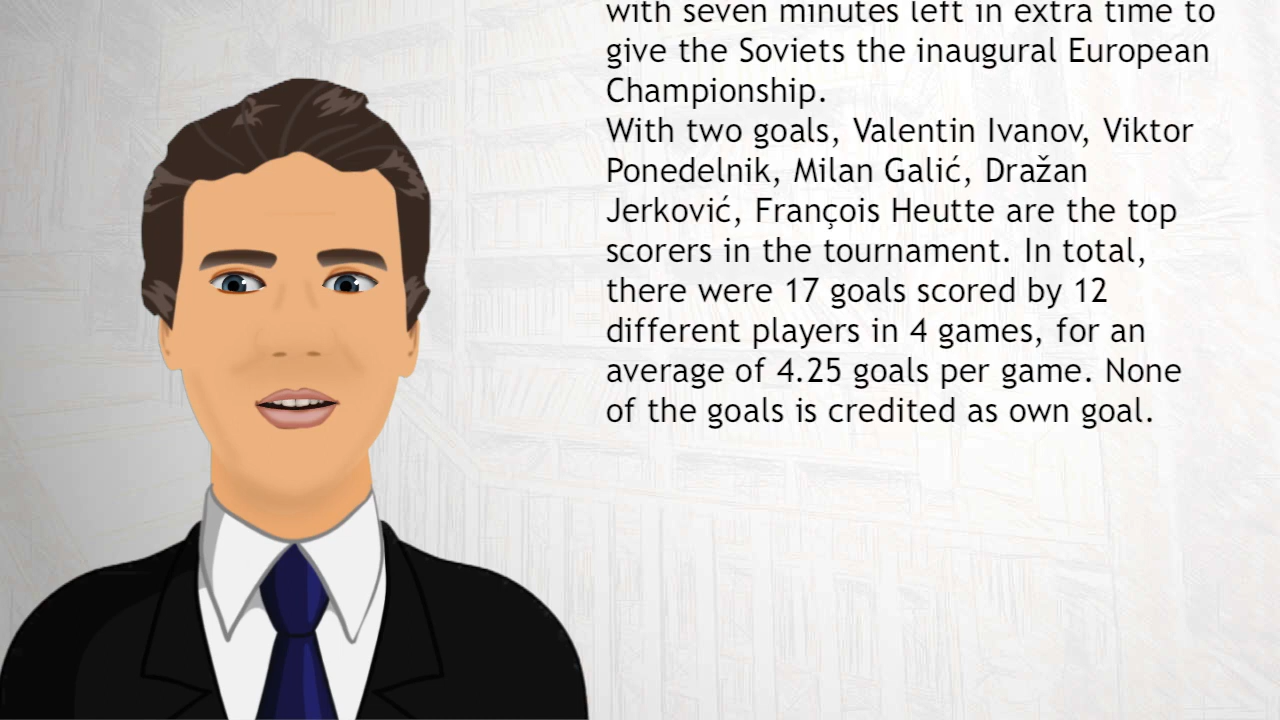 with seven minutes left in extra time to
give the Soviets the inaugural European
Championship.
With two goals, Valentin Ivanov, Viktor
Ponedelnik, Milan Galić, Dražan
Jerković, François Heutte are the top
scorers in the tournament. In total,
there were 17 goals scored by 12
different players in 4 games, for an
average of 4.25 goals per game. None
of the goals is credited as own goal.